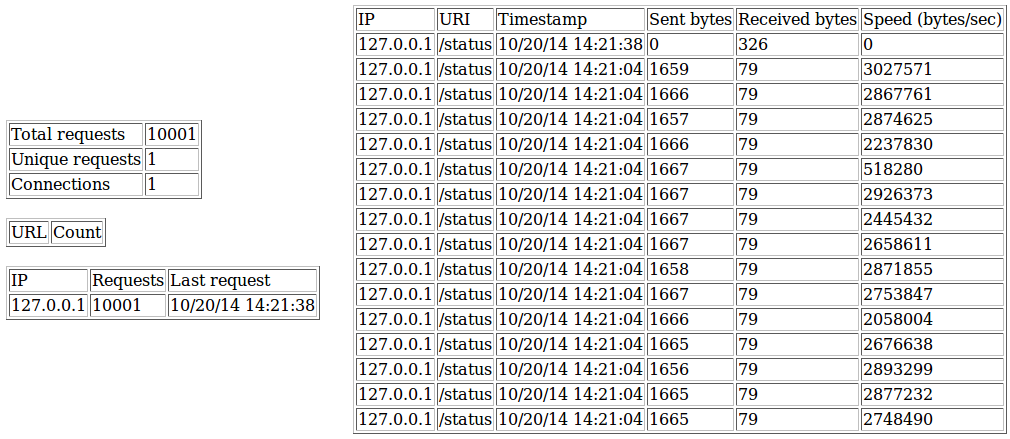 Total requests 10001
Unique requests 1
Connections 1
URL Count
IP Requests Last request
127.0.0.1 10001 10/20/14 14:21:38
IP URI Timestamp Sent bytes Received bytes Speed (bytes/sec)
127.0.0.1 /status 10/20/14 14:21:38 0 326 0
127.0.0.1 /status 10/20/14 14:21:04 1659 79 3027571
127.0.0.1 /status 10/20/14 14:21:04 1666 79 2867761
127.0.0.1 /status 10/20/14 14:21:04 1657 79 2874625
127.0.0.1 /status 10/20/14 14:21:04 1666 79 2237830
127.0.0.1 /status 10/20/14 14:21:04 1667 79 518280
127.0.0.1 /status 10/20/14 14:21:04 1667 79 2926373
127.0.0.1 /status 10/20/14 14:21:04 1667 79 2445432
127.0.0.1 /status 10/20/14 14:21:04 1667 79 2658611
127.0.0.1 /status 10/20/14 14:21:04 1658 79 2871855
127.0.0.1 /status 10/20/14 14:21:04 1667 79 2753847
127.0.0.1 /status 10/20/14 14:21:04 1666 79 2058004
127.0.0.1 /status 10/20/14 14:21:04 1665 79 2676638
127.0.0.1 /status 10/20/14 14:21:04 1656 79 2893299
127.0.0.1 /status 10/20/14 14:21:04 1665 79 2877232
127.0.0.1 /status 10/20/14 14:21:04 1665 79 2748490